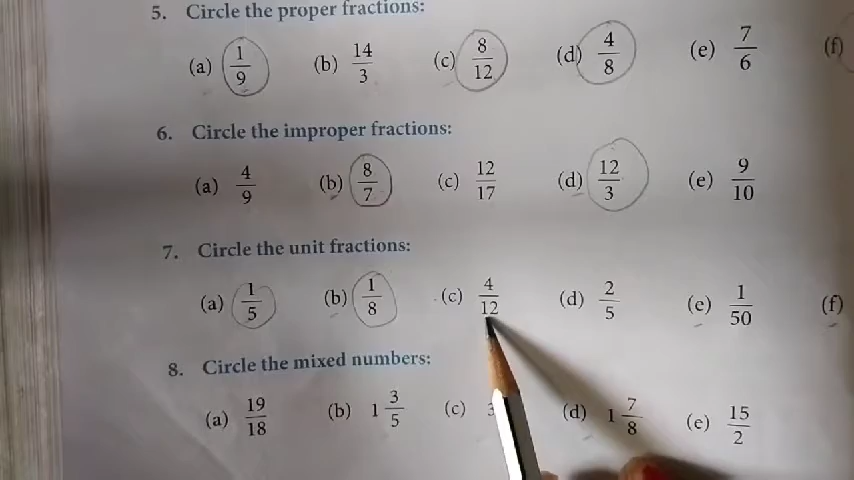 5. Circle the proper fractions:
(a) 1/9 (b) 14/3 (c) 8/12 (d) 4/8 (e) 7/6 (f)
6. Circle the improper fractions:
(a) 4/9 (b) 8/7 (c) 12/17 (d) 12/3 (e) 9/10
7. Circle the unit fractions:
(a) 1/5 (b) 1/8 (c) 4/12 (d) 2/5 (e) 1/50 (f)
8. Circle the mixed numbers:
(a) 19/18 (b) 1 3/5 (c) (d) 1 7/8 (e) 15/2